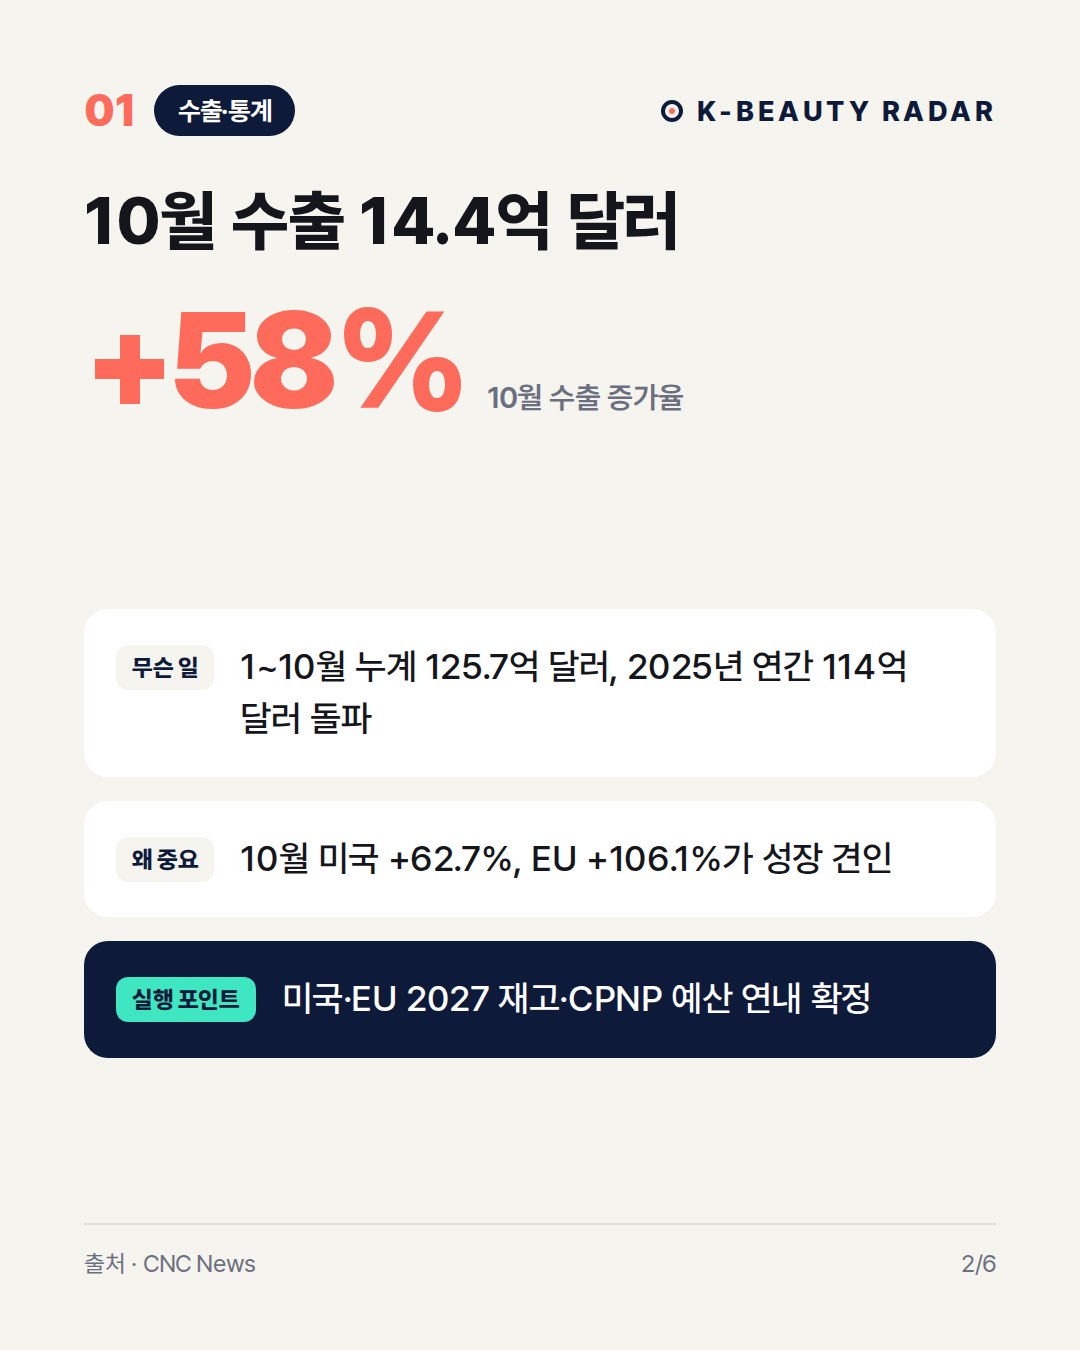 01 수출·통계 K-BEAUTY RADAR
10월 수출 14.4억 달러
+58% 10월 수출 증가율
무슨 일 1~10월 누계 125.7억 달러, 2025년 연간 114억
달러 돌파
왜 중요 10월 미국 +62.7%, EU +106.1%가 성장 견인
실행 포인트 미국·EU 2027 재고·CPNP 예산 연내 확정
출처 · CNC News 2/6